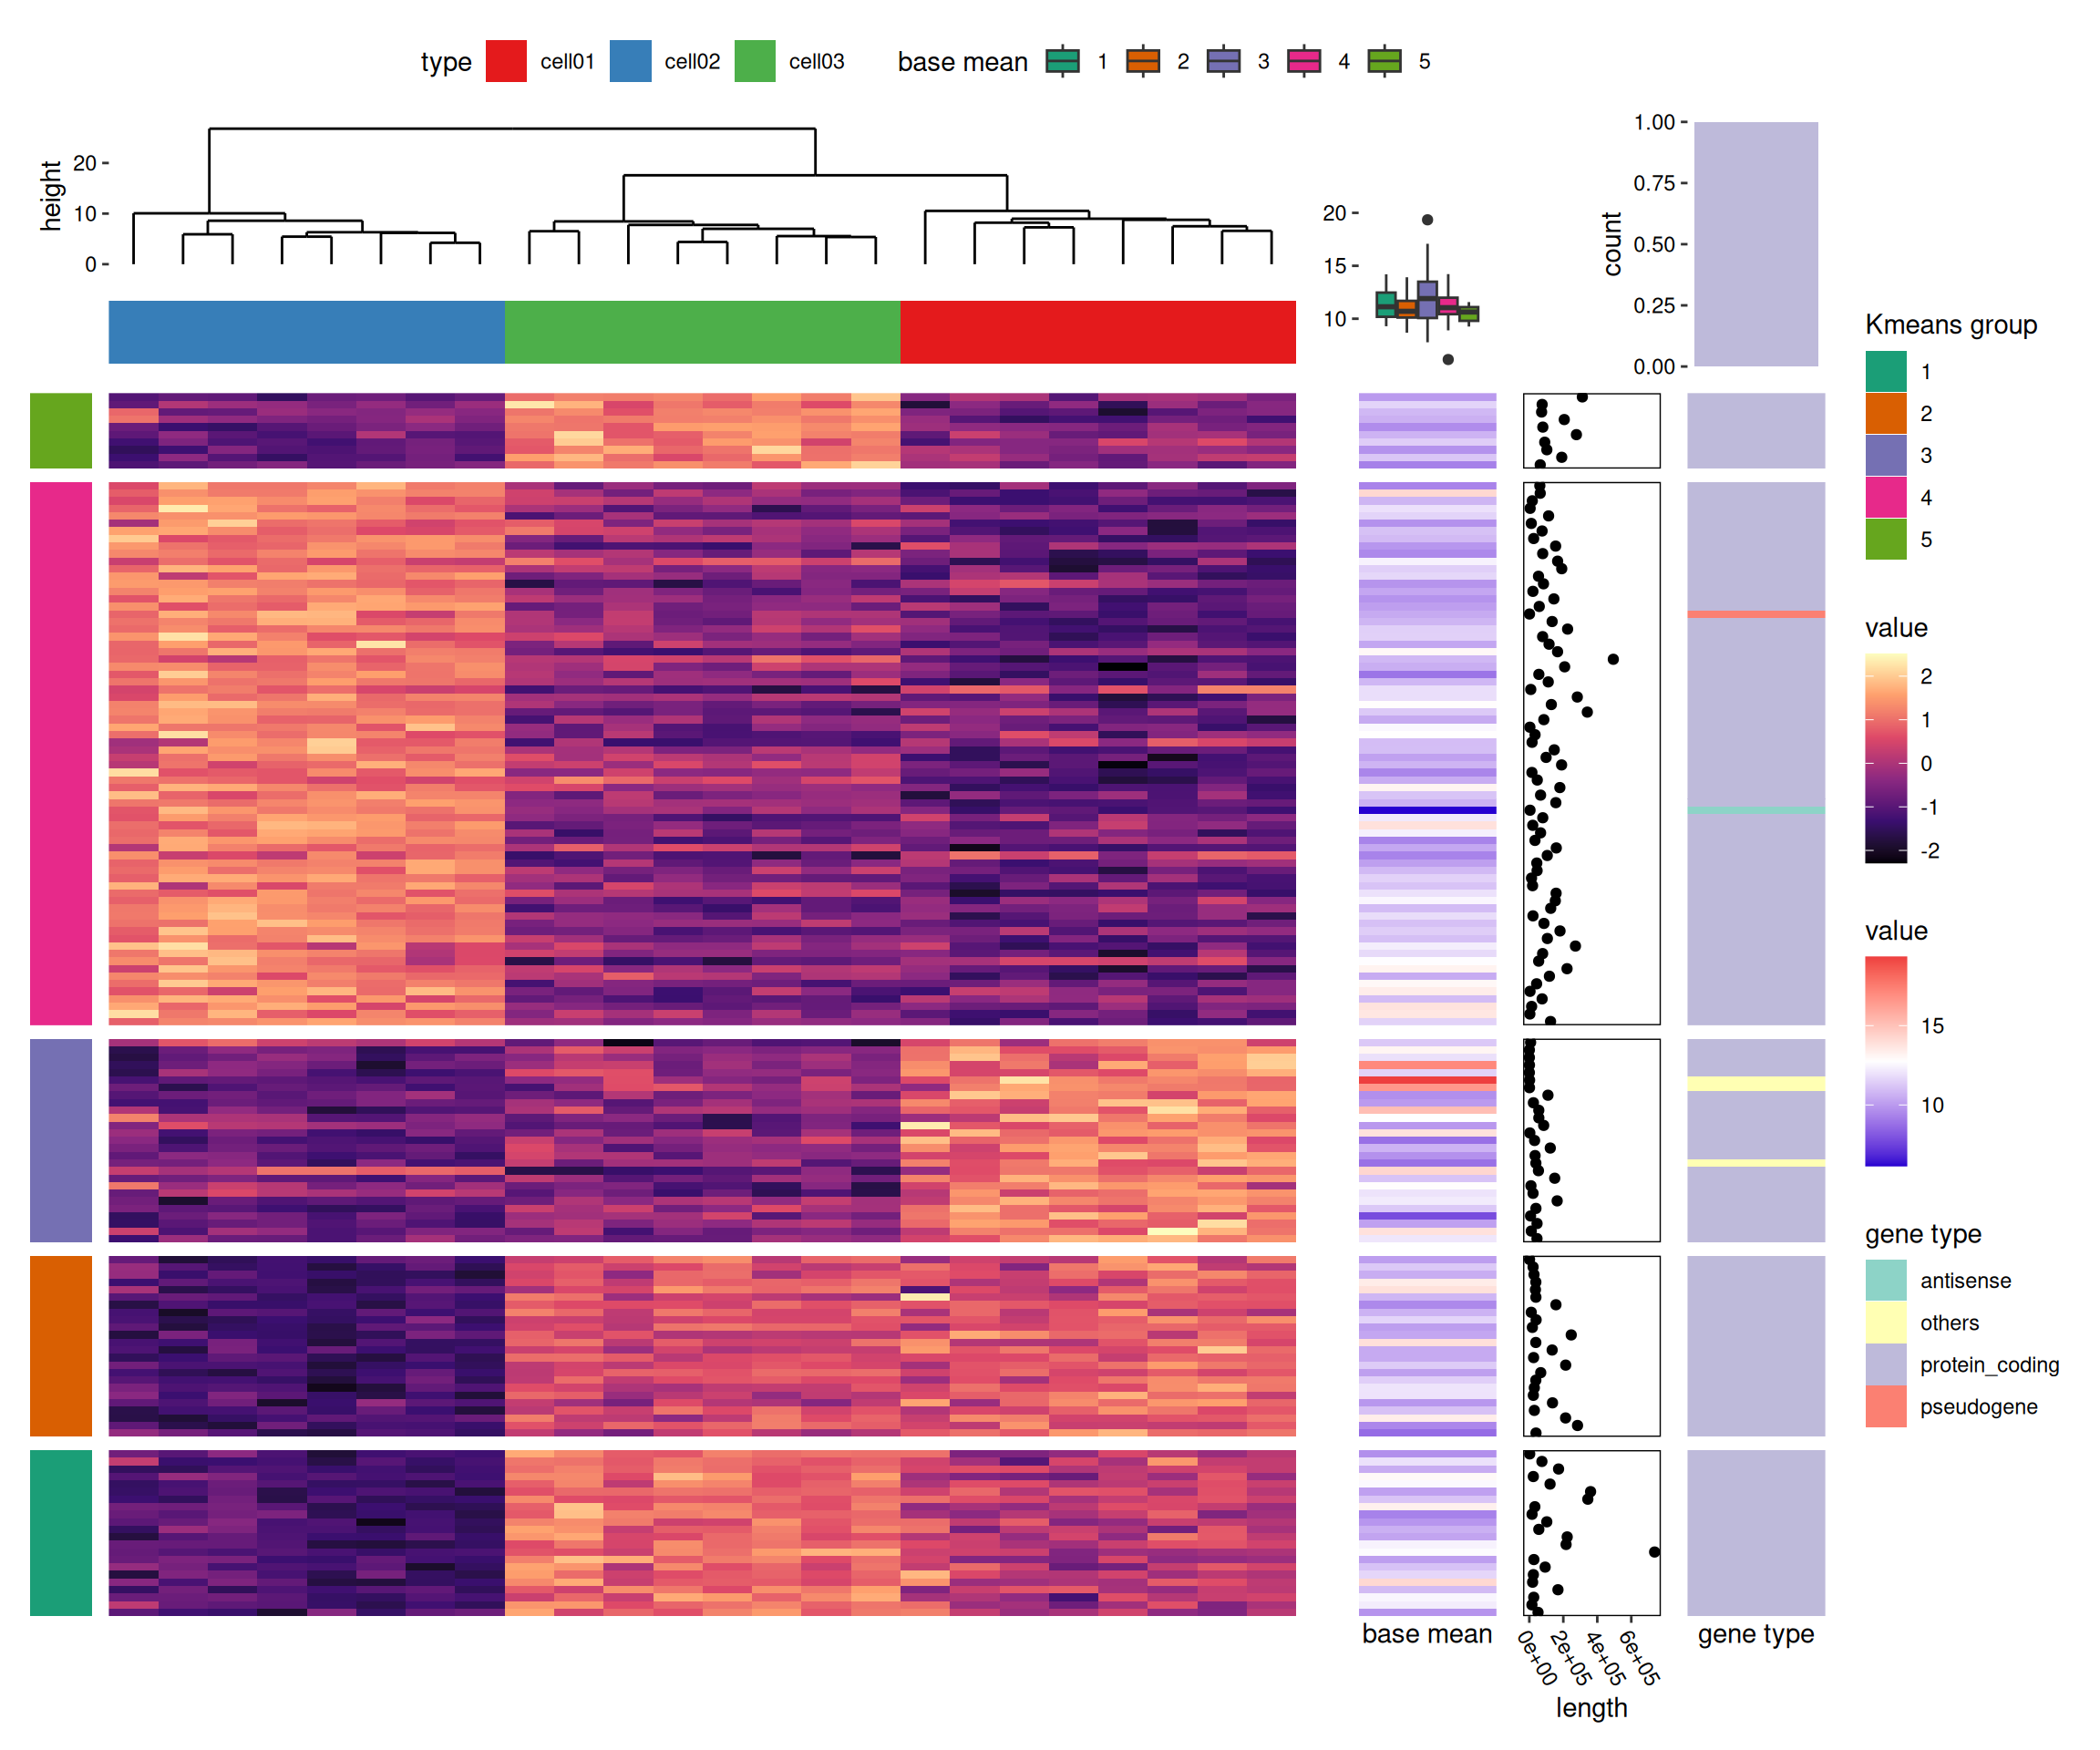 type cell01 cell02 cell03 base mean 1 2 3 4 5
height
20
10
0
20
15
10
count
1.00
0.75
0.50
0.25
0.00
Kmeans group
1
2
3
4
5
value
2
1
0
-1
-2
value
15
10
gene type
antisense
others
protein_coding
pseudogene
base mean
0e+00 2e+05 4e+05 6e+05
length
gene type